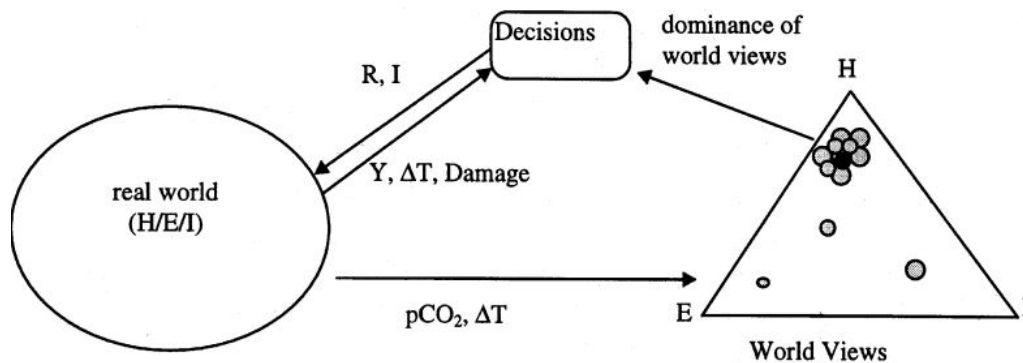 Decisions
dominance of
world views
H
R, I
Y, ΔT, Damage
real world
(H/E/I)
E
pCO₂, ΔT
World Views